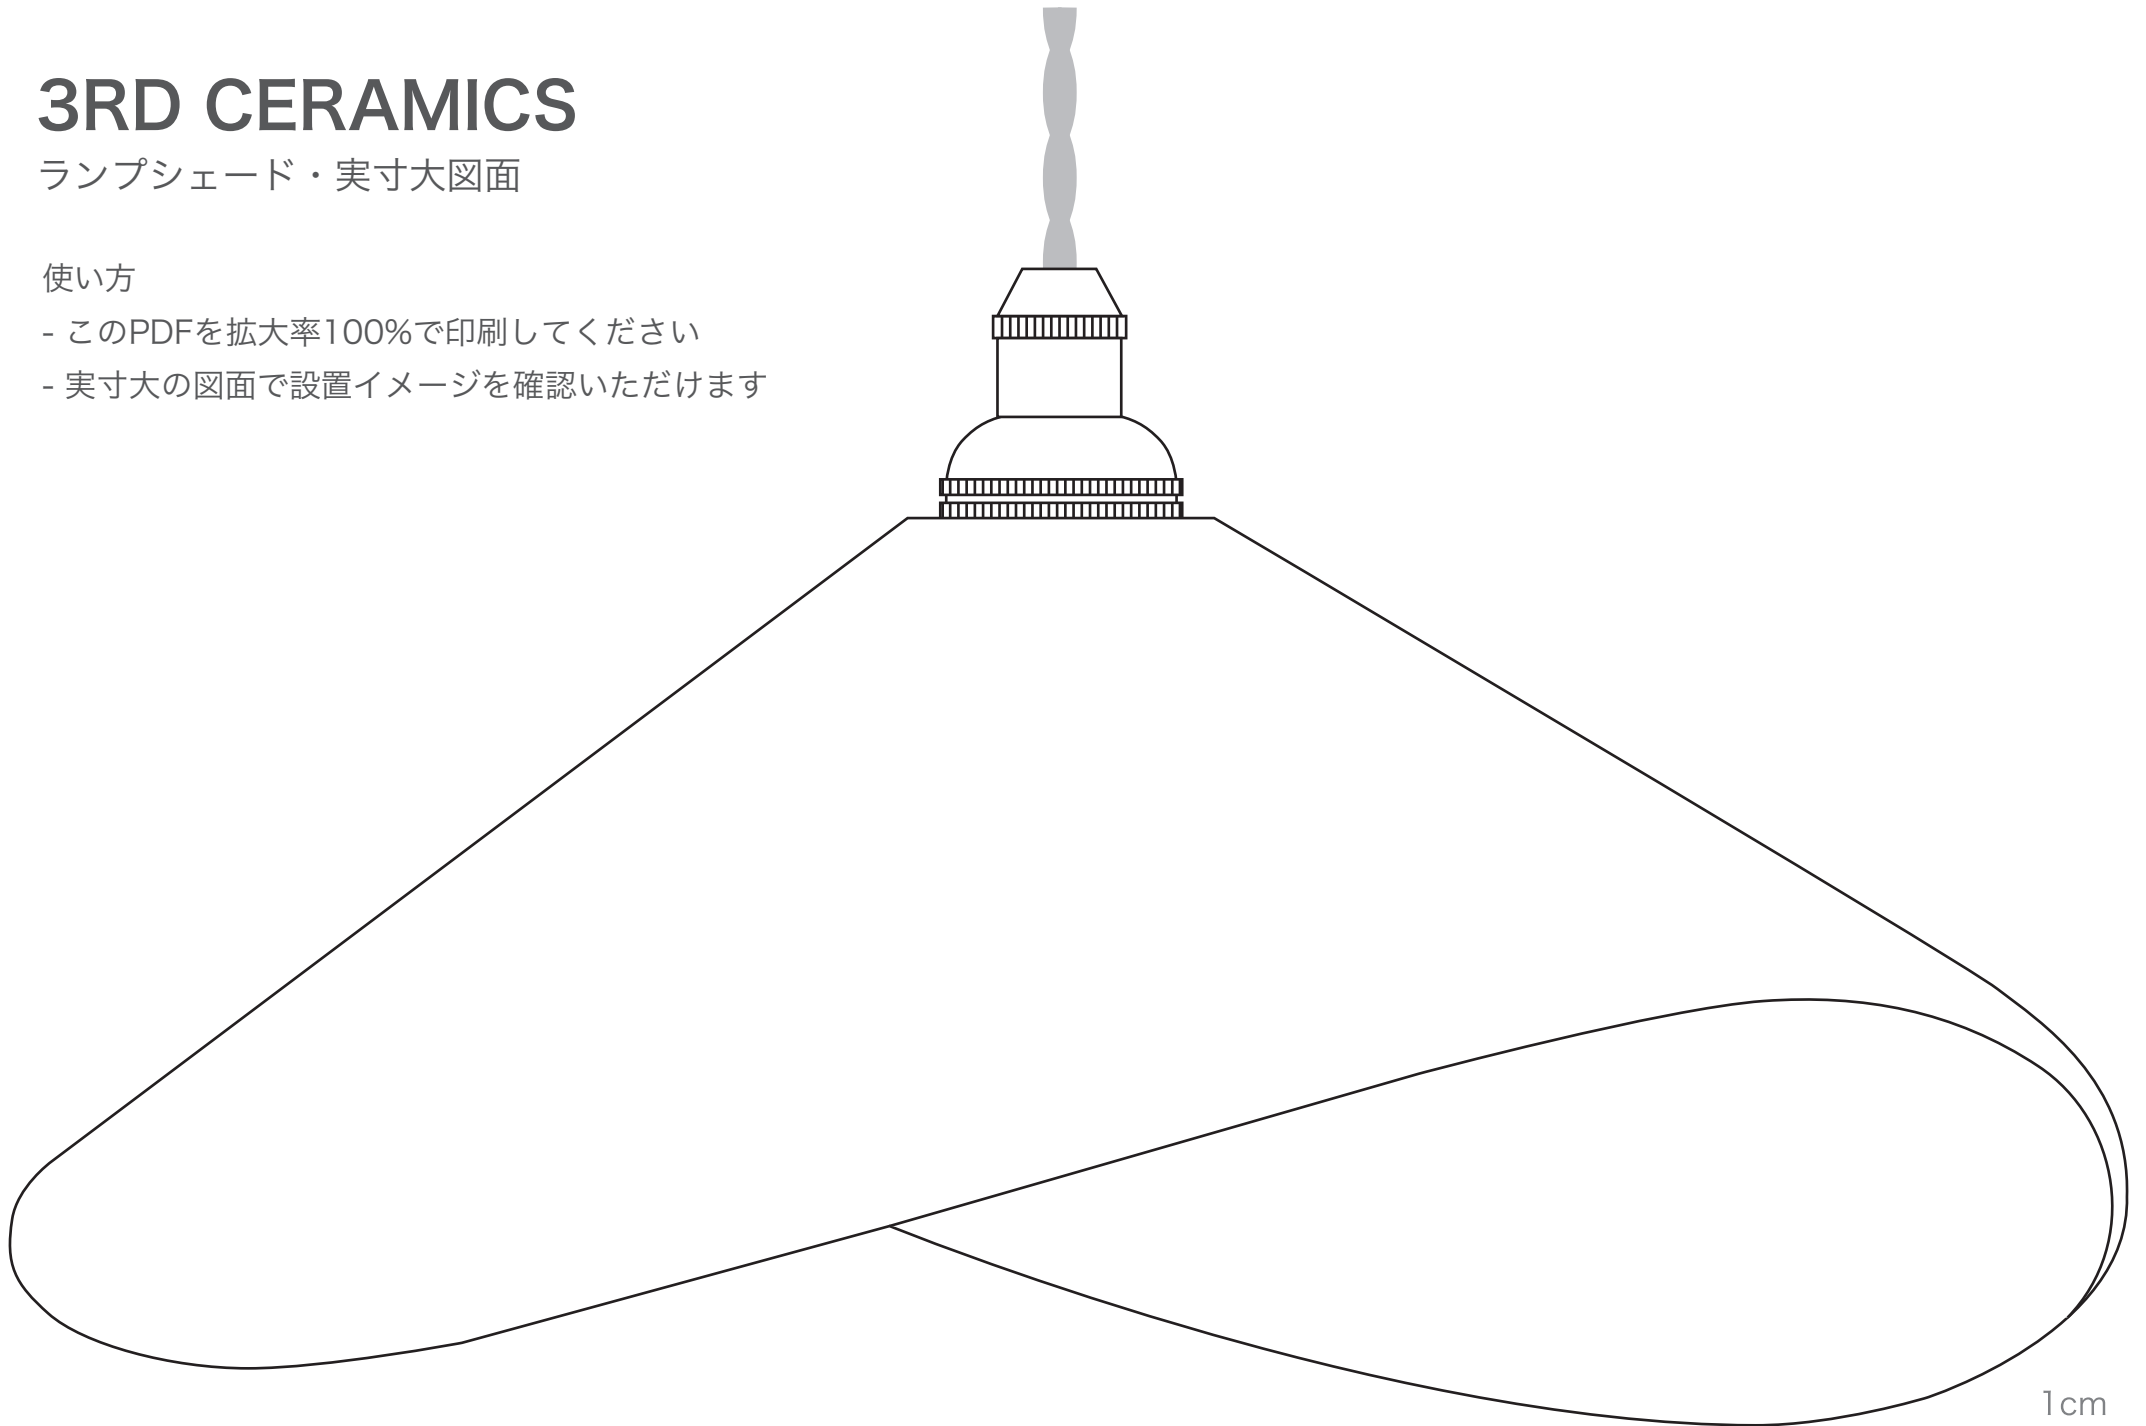 3RD CERAMICS
ランプシェード・実寸大図面
使い方
- このPDFを拡大率100%で印刷してください
- 実寸大の図面で設置イメージを確認いただけます
1cm